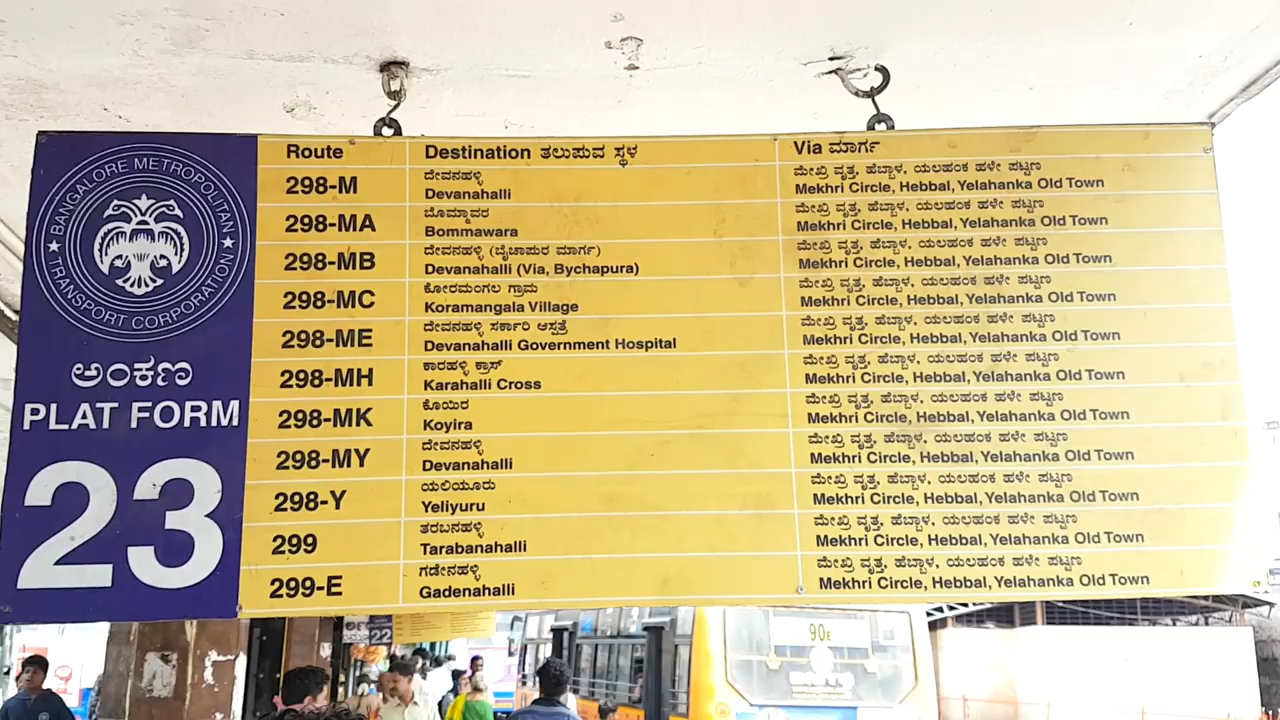 BANGALORE METROPOLITAN
TRANSPORT CORPORATION
ಅಂಕಣ
PLAT FORM
23
Route Destination ತಲುಪುವ ಸ್ಥಳ Via ಮಾರ್ಗ
298-M ದೇವನಹಳ್ಳಿ ಮೇಖ್ರಿ ವೃತ್ತ, ಹೆಬ್ಬಾಳ, ಯಲಹಂಕ ಹಳೇ ಪಟ್ಟಣ
Devanahalli Mekhri Circle, Hebbal, Yelahanka Old Town
298-MA ಬೊಮ್ಮಾವರ ಮೇಖ್ರಿ ವೃತ್ತ, ಹೆಬ್ಬಾಳ, ಯಲಹಂಕ ಹಳೇ ಪಟ್ಟಣ
Bommawara Mekhri Circle, Hebbal, Yelahanka Old Town
298-MB ದೇವನಹಳ್ಳಿ (ಬೈಚಾಪುರ ಮಾರ್ಗ) ಮೇಖ್ರಿ ವೃತ್ತ, ಹೆಬ್ಬಾಳ, ಯಲಹಂಕ ಹಳೇ ಪಟ್ಟಣ
Devanahalli (Via, Bychapura) Mekhri Circle, Hebbal, Yelahanka Old Town
298-MC ಕೋರಮಂಗಲ ಗ್ರಾಮ ಮೇಖ್ರಿ ವೃತ್ತ, ಹೆಬ್ಬಾಳ, ಯಲಹಂಕ ಹಳೇ ಪಟ್ಟಣ
Koramangala Village Mekhri Circle, Hebbal, Yelahanka Old Town
298-ME ದೇವನಹಳ್ಳಿ ಸರ್ಕಾರಿ ಆಸ್ಪತ್ರೆ ಮೇಖ್ರಿ ವೃತ್ತ, ಹೆಬ್ಬಾಳ, ಯಲಹಂಕ ಹಳೇ ಪಟ್ಟಣ
Devanahalli Government Hospital Mekhri Circle, Hebbal, Yelahanka Old Town
298-MH ಕಾರಹಳ್ಳಿ ಕ್ರಾಸ್ ಮೇಖ್ರಿ ವೃತ್ತ, ಹೆಬ್ಬಾಳ, ಯಲಹಂಕ ಹಳೇ ಪಟ್ಟಣ
Karahalli Cross Mekhri Circle, Hebbal, Yelahanka Old Town
298-MK ಕೊಯಿರ ಮೇಖ್ರಿ ವೃತ್ತ, ಹೆಬ್ಬಾಳ, ಯಲಹಂಕ ಹಳೇ ಪಟ್ಟಣ
Koyira Mekhri Circle, Hebbal, Yelahanka Old Town
298-MY ದೇವನಹಳ್ಳಿ ಮೇಖ್ರಿ ವೃತ್ತ, ಹೆಬ್ಬಾಳ, ಯಲಹಂಕ ಹಳೇ ಪಟ್ಟಣ
Devanahalli Mekhri Circle, Hebbal, Yelahanka Old Town
298-Y ಯಲಿಯೂರು ಮೇಖ್ರಿ ವೃತ್ತ, ಹೆಬ್ಬಾಳ, ಯಲಹಂಕ ಹಳೇ ಪಟ್ಟಣ
Yeliyuru Mekhri Circle, Hebbal, Yelahanka Old Town
299 ತರಬನಹಳ್ಳಿ ಮೇಖ್ರಿ ವೃತ್ತ, ಹೆಬ್ಬಾಳ, ಯಲಹಂಕ ಹಳೇ ಪಟ್ಟಣ
Tarabanahalli Mekhri Circle, Hebbal, Yelahanka Old Town
299-E ಗಡೇನಹಳ್ಳಿ ಮೇಖ್ರಿ ವೃತ್ತ, ಹೆಬ್ಬಾಳ, ಯಲಹಂಕ ಹಳೇ ಪಟ್ಟಣ
Gadenahalli Mekhri Circle, Hebbal, Yelahanka Old Town
22
90E